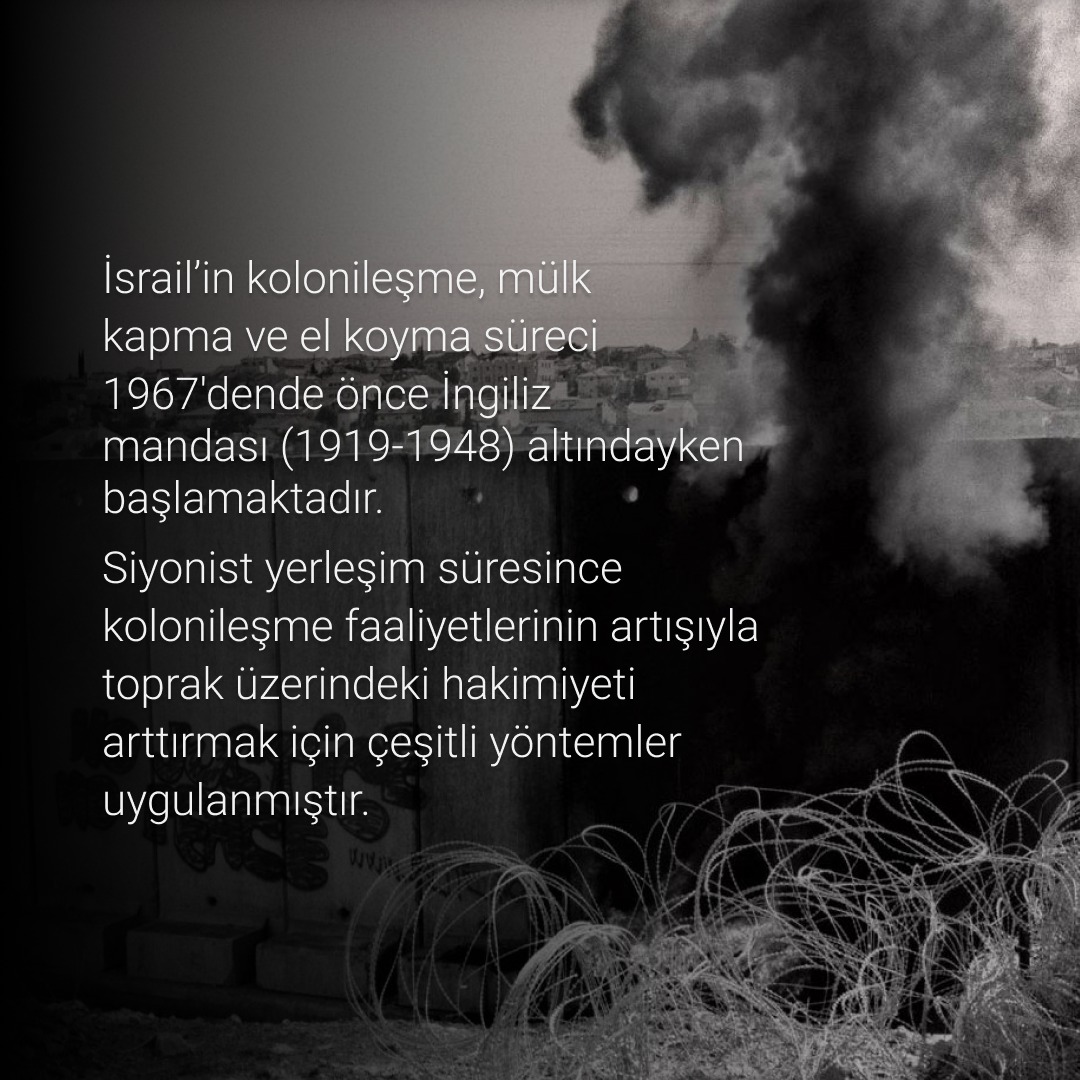 İsrail’in kolonileşme, mülk
kapma ve el koyma süreci
1967'dende önce İngiliz
mandası (1919-1948) altındayken
başlamaktadır.
Siyonist yerleşim süresince
kolonileşme faaliyetlerinin artışıyla
toprak üzerindeki hakimiyeti
arttırmak için çeşitli yöntemler
uygulanmıştır.